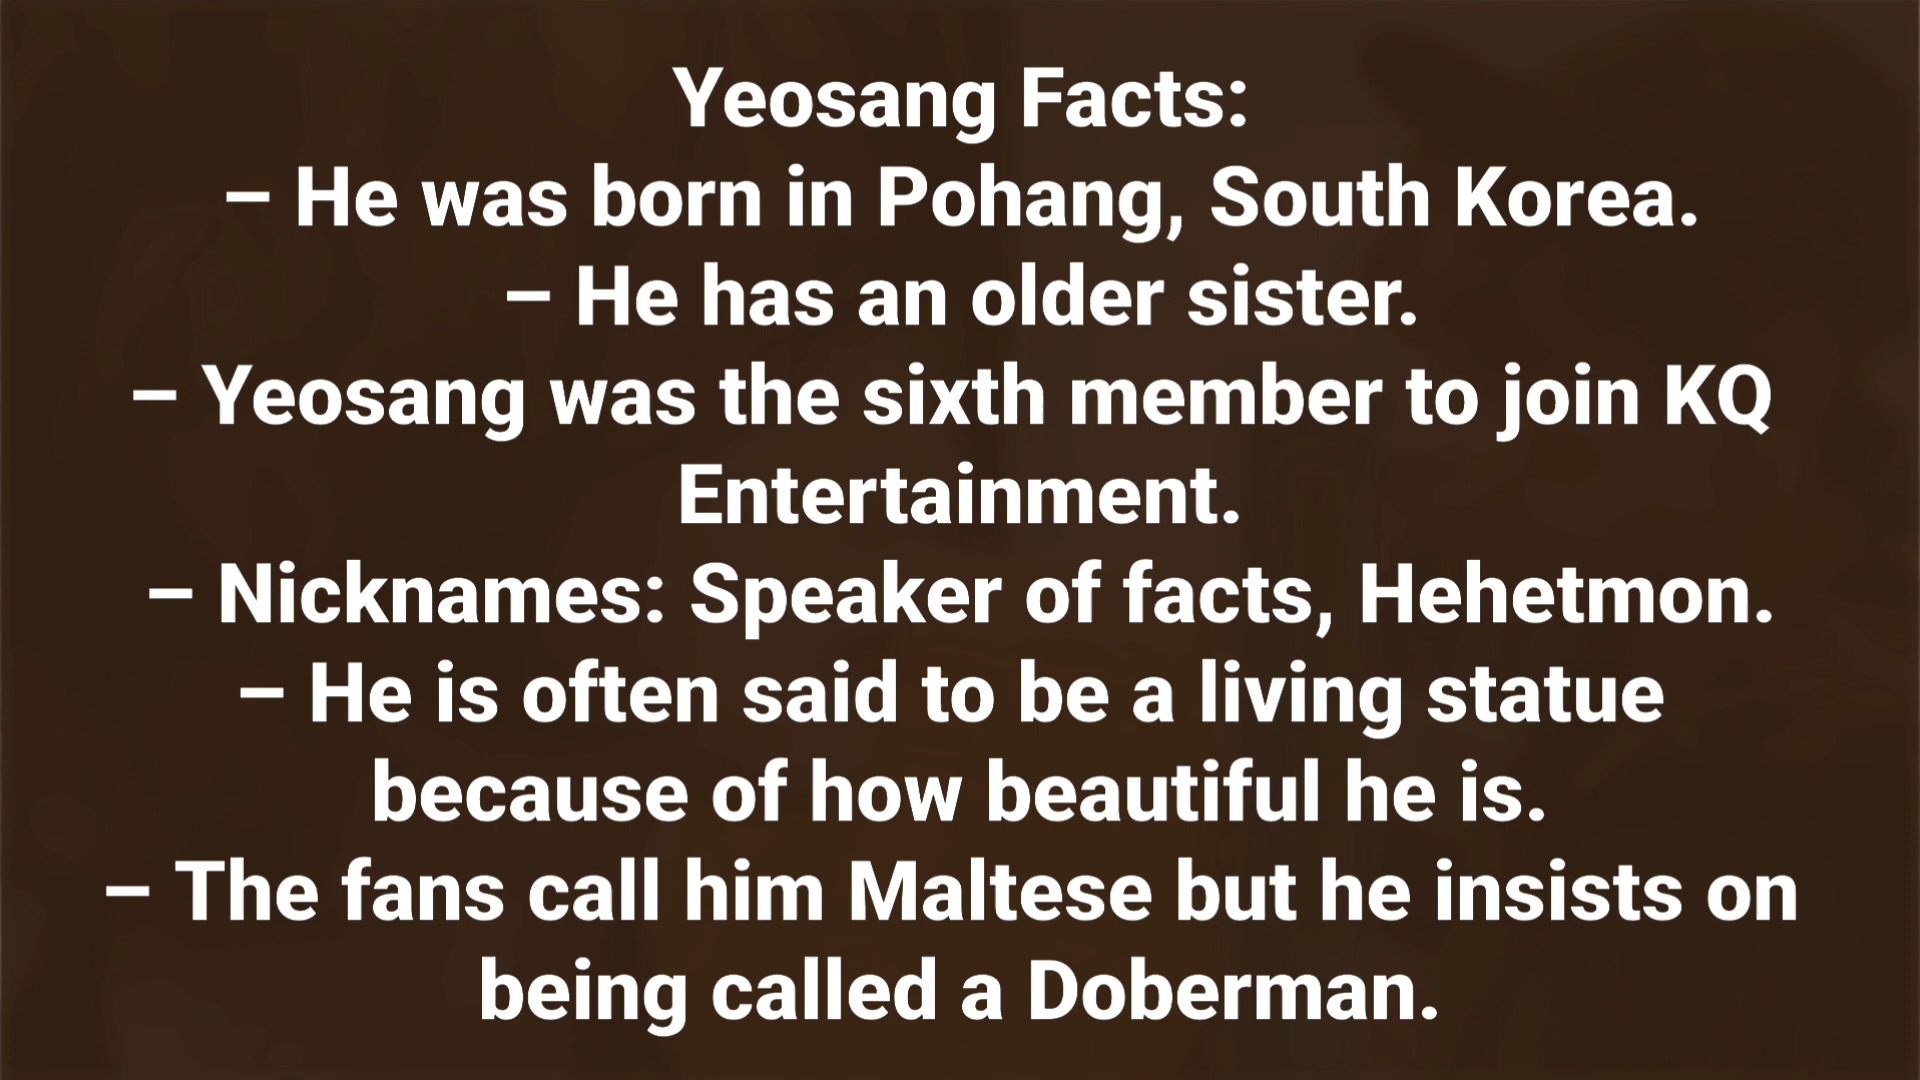 Yeosang Facts:
– He was born in Pohang, South Korea.
– He has an older sister.
– Yeosang was the sixth member to join KQ
Entertainment.
– Nicknames: Speaker of facts, Hehetmon.
– He is often said to be a living statue
because of how beautiful he is.
– The fans call him Maltese but he insists on
being called a Doberman.